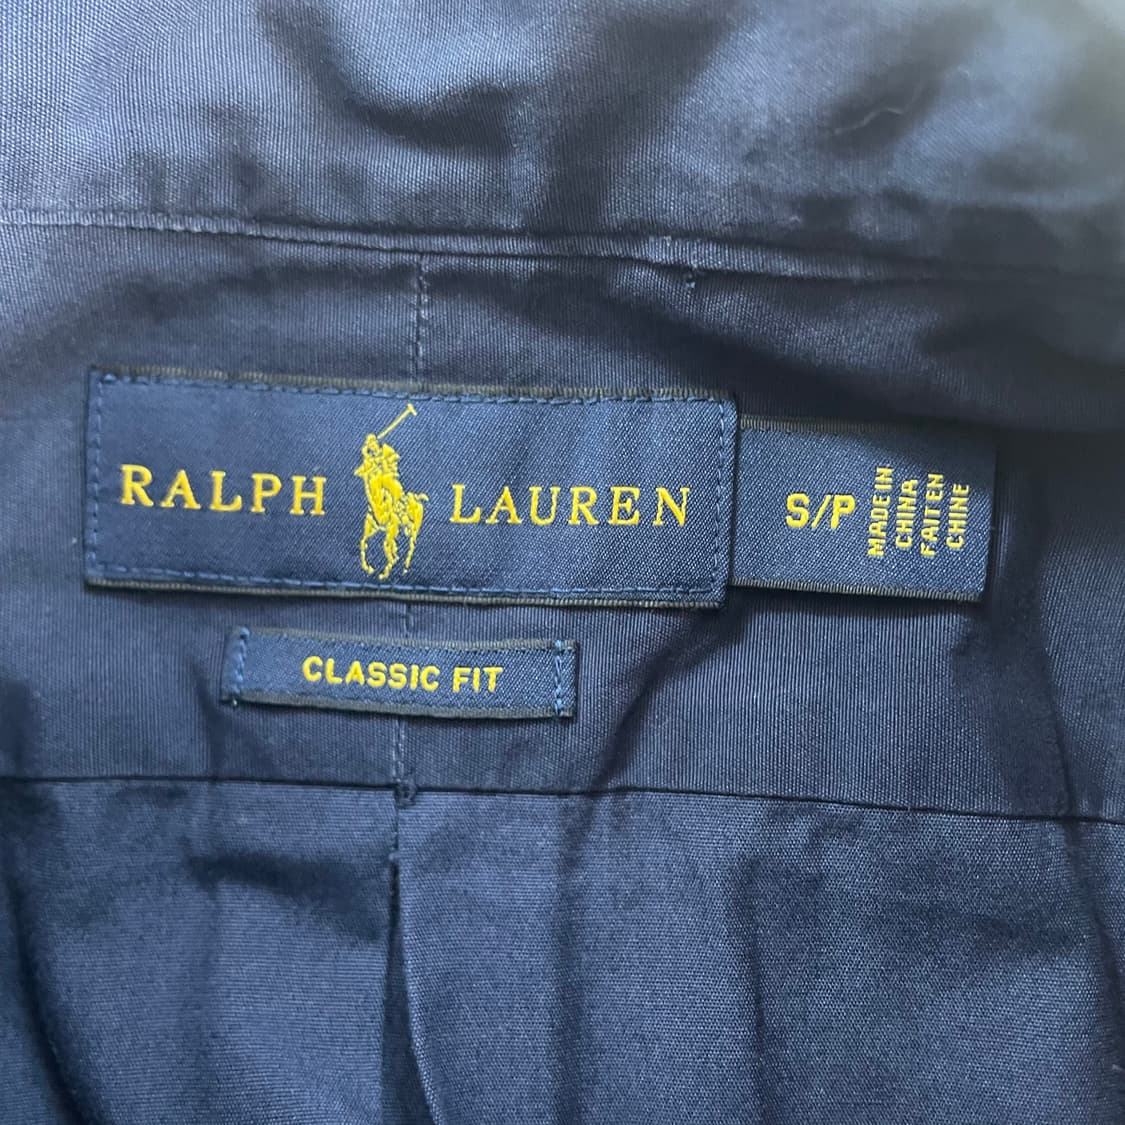 RALPH LAUREN
S/P
MADE IN
CHINA
FAIT EN
CHINE
CLASSIC FIT